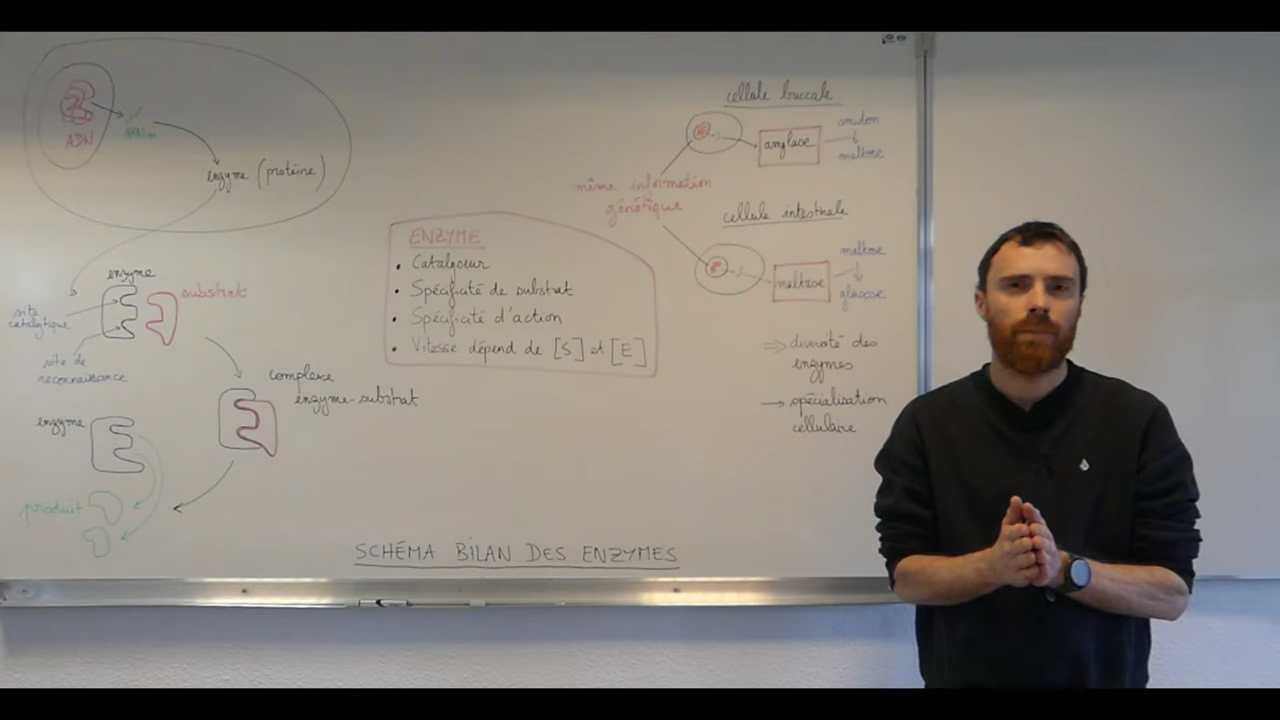 ADN
ARNm
enzyme (protéine)
enzyme
substrat
site
catalytique
site de
reconnaissance
complexe
enzyme-substrat
enzyme
produit
ENZYME
• Catalyseur
• Spécificité de substrat
• Spécificité d'action
• Vitesse dépend de [S] et [E]
SCHÉMA BILAN DES ENZYMES
cellule buccale
amylase
amidon
maltose
même information
génétique
cellule intestinale
maltase
maltose
glucose
⇒ diversité des
enzymes
→ spécialisation
cellulaire